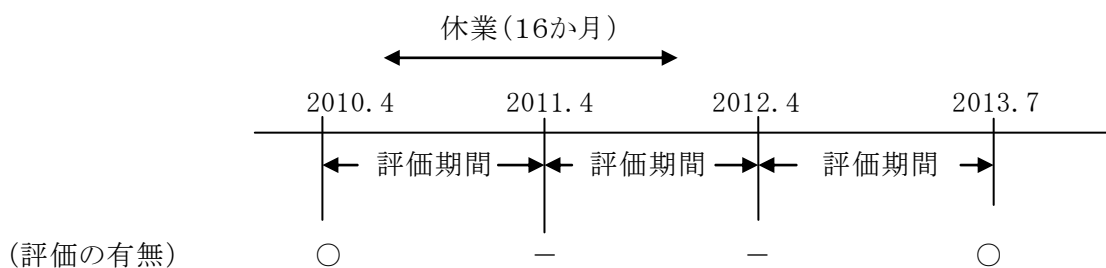 休業(16か月)
2010.4 2011.4 2012.4 2013.7
評価期間 評価期間 評価期間
(評価の有無) ○ − − ○